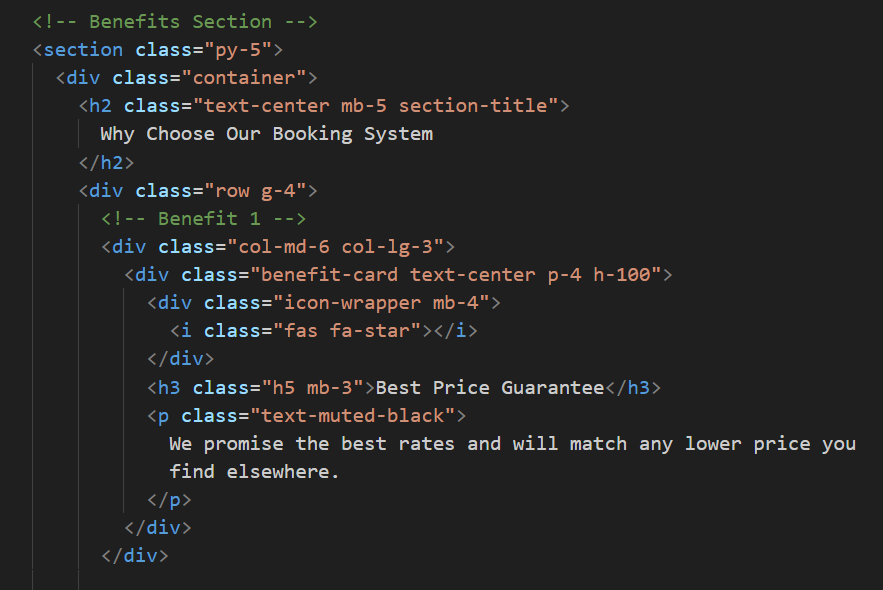 <!-- Benefits Section -->
<section class="py-5">
<div class="container">
<h2 class="text-center mb-5 section-title">
Why Choose Our Booking System
</h2>
<div class="row g-4">
<!-- Benefit 1 -->
<div class="col-md-6 col-lg-3">
<div class="benefit-card text-center p-4 h-100">
<div class="icon-wrapper mb-4">
<i class="fas fa-star"></i>
</div>
<h3 class="h5 mb-3">Best Price Guarantee</h3>
<p class="text-muted-black">
We promise the best rates and will match any lower price you
find elsewhere.
</p>
</div>
</div>